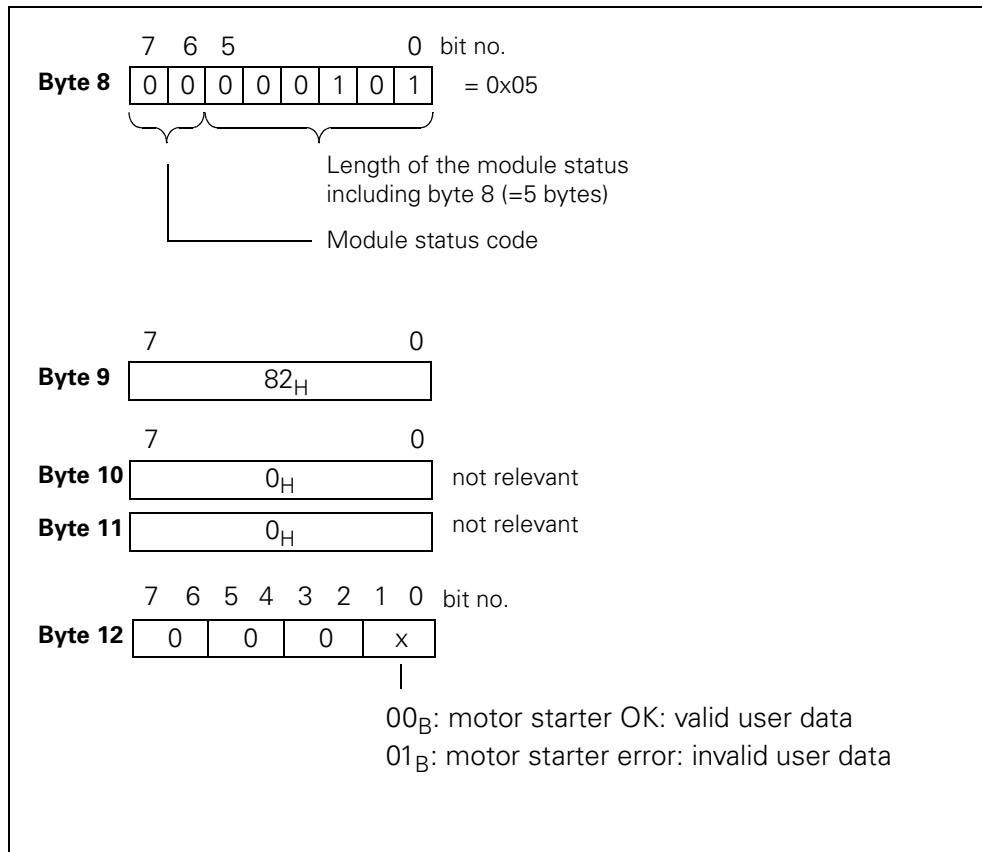 7 6 5 0 bit no.
Byte 8 0 0 0 0 0 1 0 1 = 0x05
Length of the module status
including byte 8 (=5 bytes)
Module status code
7 0
Byte 9 82H
7 0
Byte 10 0H not relevant
Byte 11 0H not relevant
7 6 5 4 3 2 1 0 bit no.
Byte 12 0 0 0 x
00B: motor starter OK: valid user data
01B: motor starter error: invalid user data